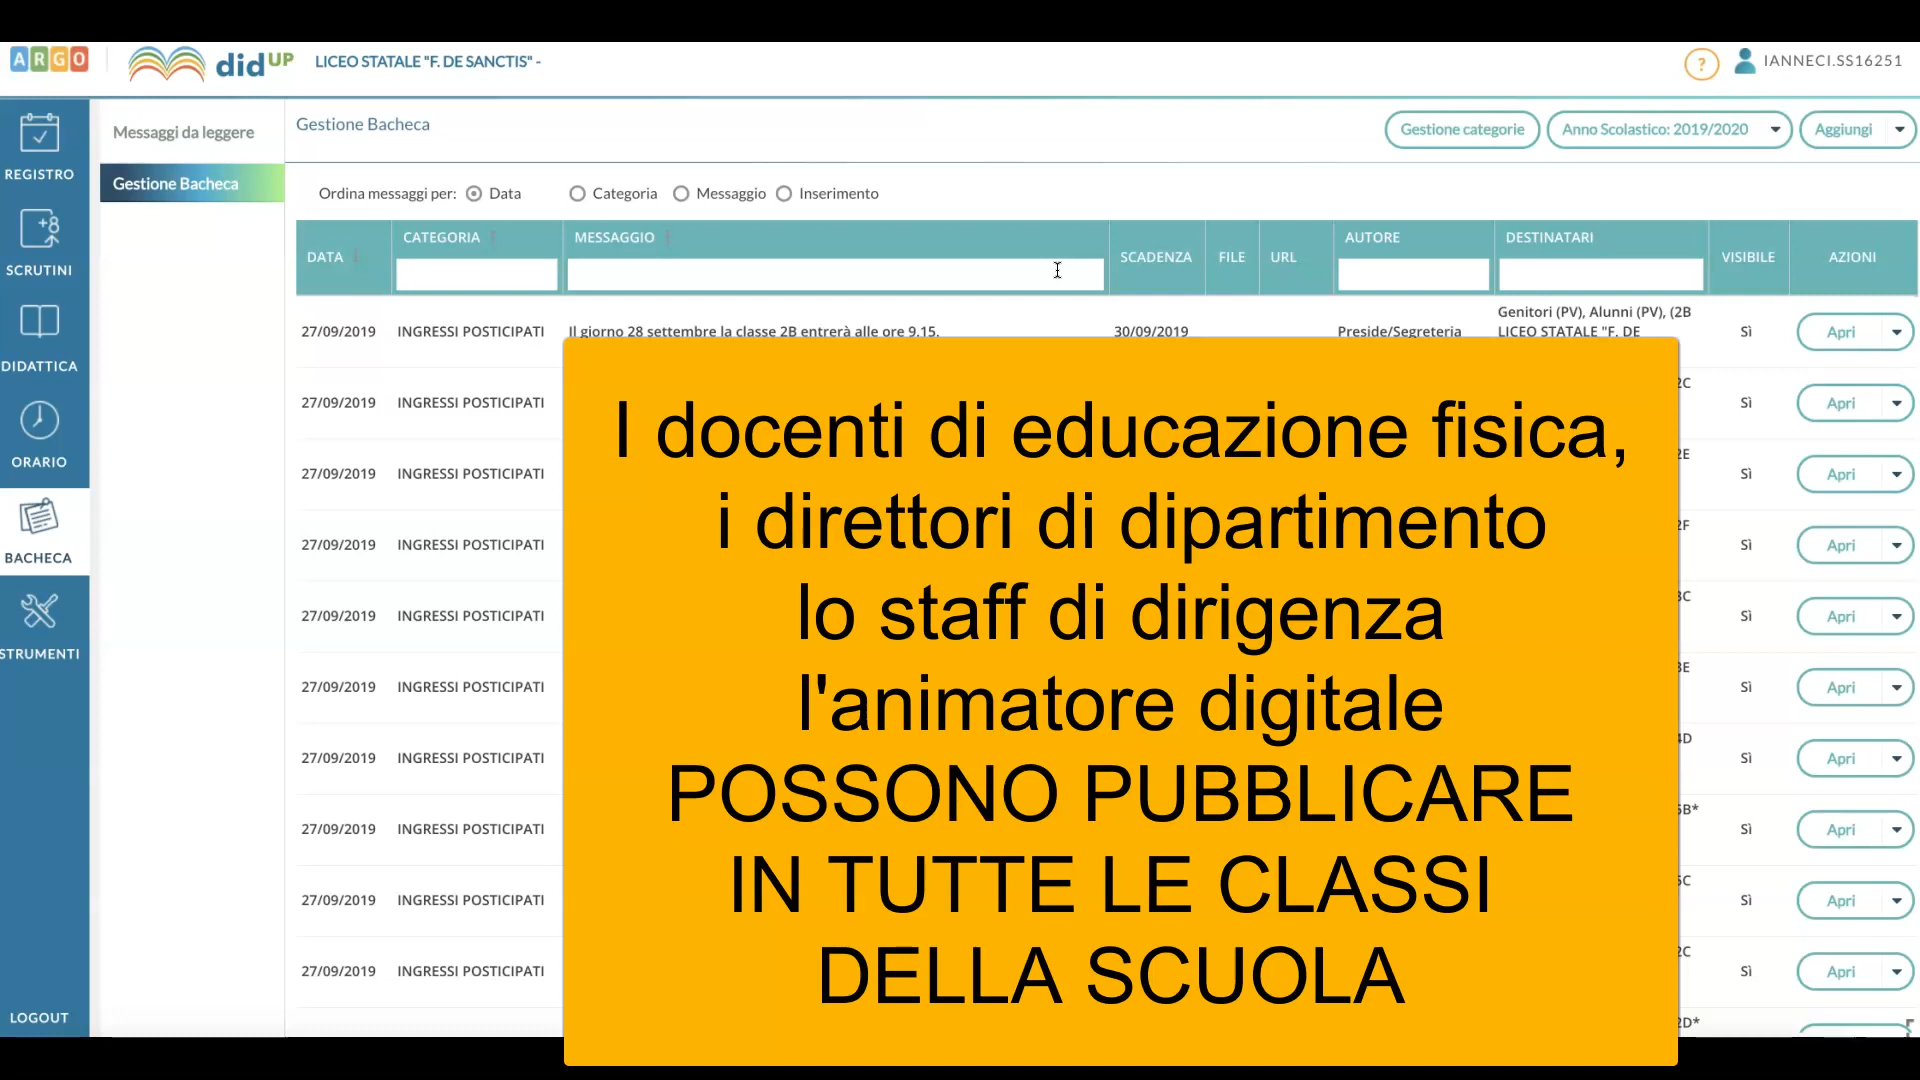 ARGO
didUP
LICEO STATALE "F. DE SANCTIS" -
?
IANNECI.SS16251
REGISTRO
SCRUTINI
DIDATTICA
ORARIO
BACHECA
STRUMENTI
LOGOUT
Messaggi da leggere
Gestione Bacheca
Gestione Bacheca
Gestione categorie
Anno Scolastico: 2019/2020
Aggiungi
Ordina messaggi per: Data Categoria Messaggio Inserimento
DATA CATEGORIA MESSAGGIO SCADENZA FILE URL AUTORE DESTINATARI VISIBILE AZIONI
27/09/2019 INGRESSI POSTICIPATI Il giorno 28 settembre la classe 2B entrerà alle ore 9.15. 30/09/2019 Preside/Segreteria Genitori (PV), Alunni (PV), (2B
LICEO STATALE "F. DE Sì Apri
27/09/2019 INGRESSI POSTICIPATI 2C Sì Apri
27/09/2019 INGRESSI POSTICIPATI 2E Sì Apri
27/09/2019 INGRESSI POSTICIPATI 2F Sì Apri
27/09/2019 INGRESSI POSTICIPATI Sì Apri
27/09/2019 INGRESSI POSTICIPATI Sì Apri
27/09/2019 INGRESSI POSTICIPATI Sì Apri
27/09/2019 INGRESSI POSTICIPATI 5B* Sì Apri
27/09/2019 INGRESSI POSTICIPATI 5C Sì Apri
27/09/2019 INGRESSI POSTICIPATI 2C Sì Apri
2D*
I docenti di educazione fisica,
i direttori di dipartimento
lo staff di dirigenza
l'animatore digitale
POSSONO PUBBLICARE
IN TUTTE LE CLASSI
DELLA SCUOLA